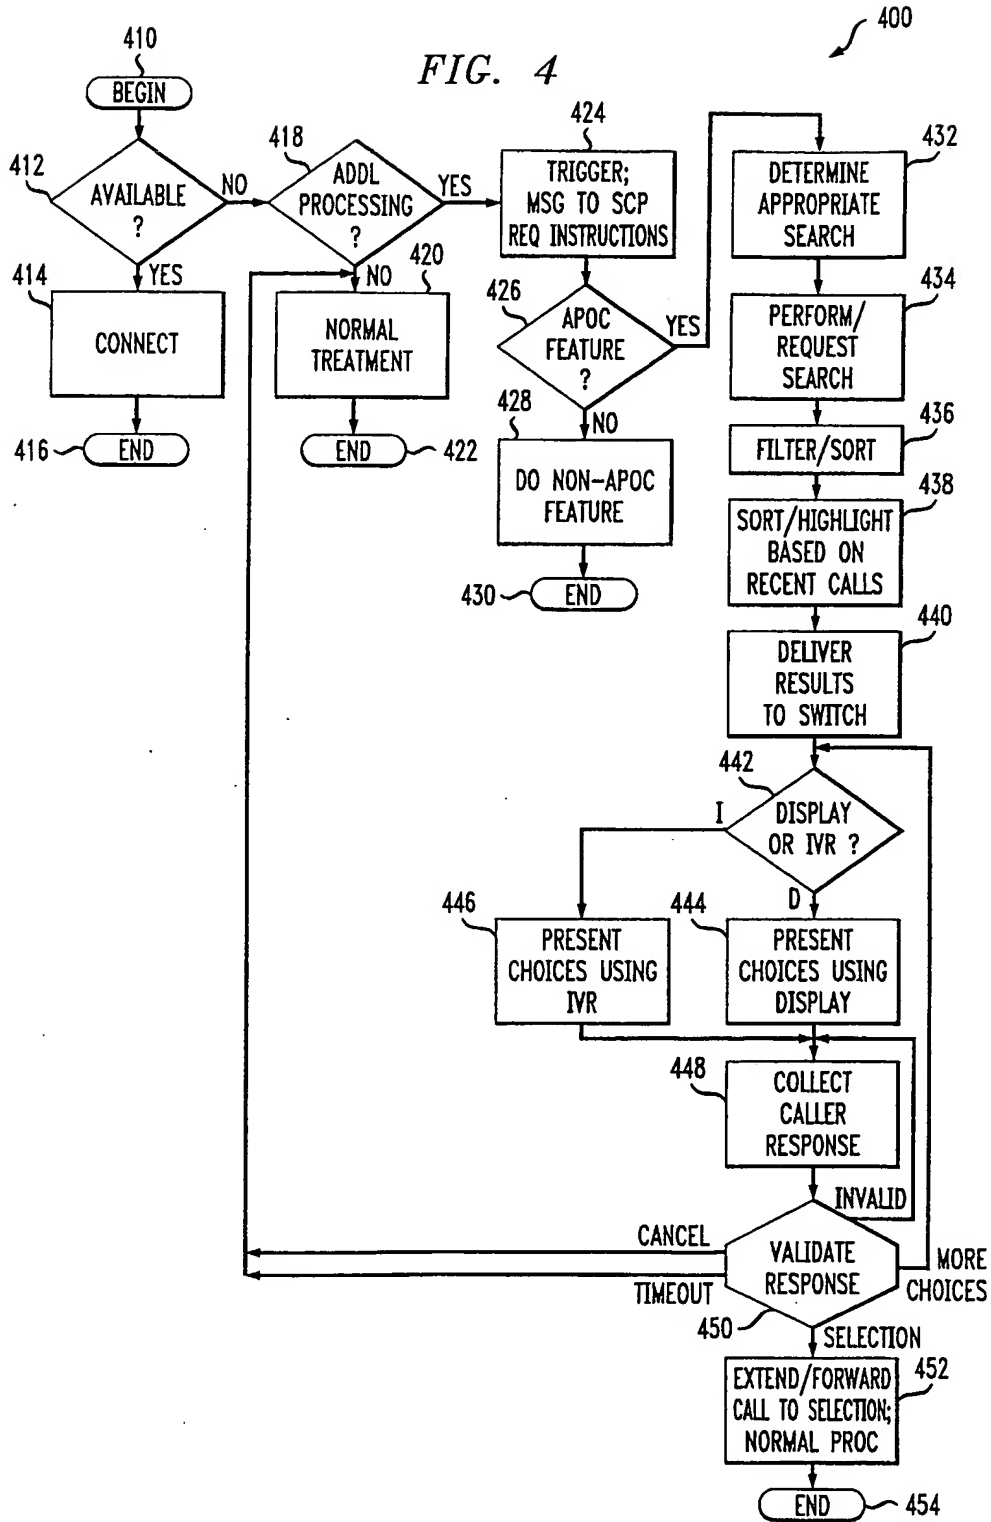 400
FIG. 4
410
BEGIN
412
AVAILABLE
?
NO
YES
414
CONNECT
416
END
418
ADDL
PROCESSING
?
YES
NO
420
NORMAL
TREATMENT
END
422
424
TRIGGER;
MSG TO SCP
REQ INSTRUCTIONS
426
APOC
FEATURE
?
YES
NO
428
DO NON-APOC
FEATURE
430
END
432
DETERMINE
APPROPRIATE
SEARCH
434
PERFORM/
REQUEST
SEARCH
436
FILTER/SORT
438
SORT/HIGHLIGHT
BASED ON
RECENT CALLS
440
DELIVER
RESULTS
TO SWITCH
442
DISPLAY
OR IVR ?
I
D
446
PRESENT
CHOICES USING
IVR
444
PRESENT
CHOICES USING
DISPLAY
448
COLLECT
CALLER
RESPONSE
INVALID
CANCEL
VALIDATE
RESPONSE
MORE
CHOICES
TIMEOUT
450
SELECTION
452
EXTEND/FORWARD
CALL TO SELECTION;
NORMAL PROC
END
454